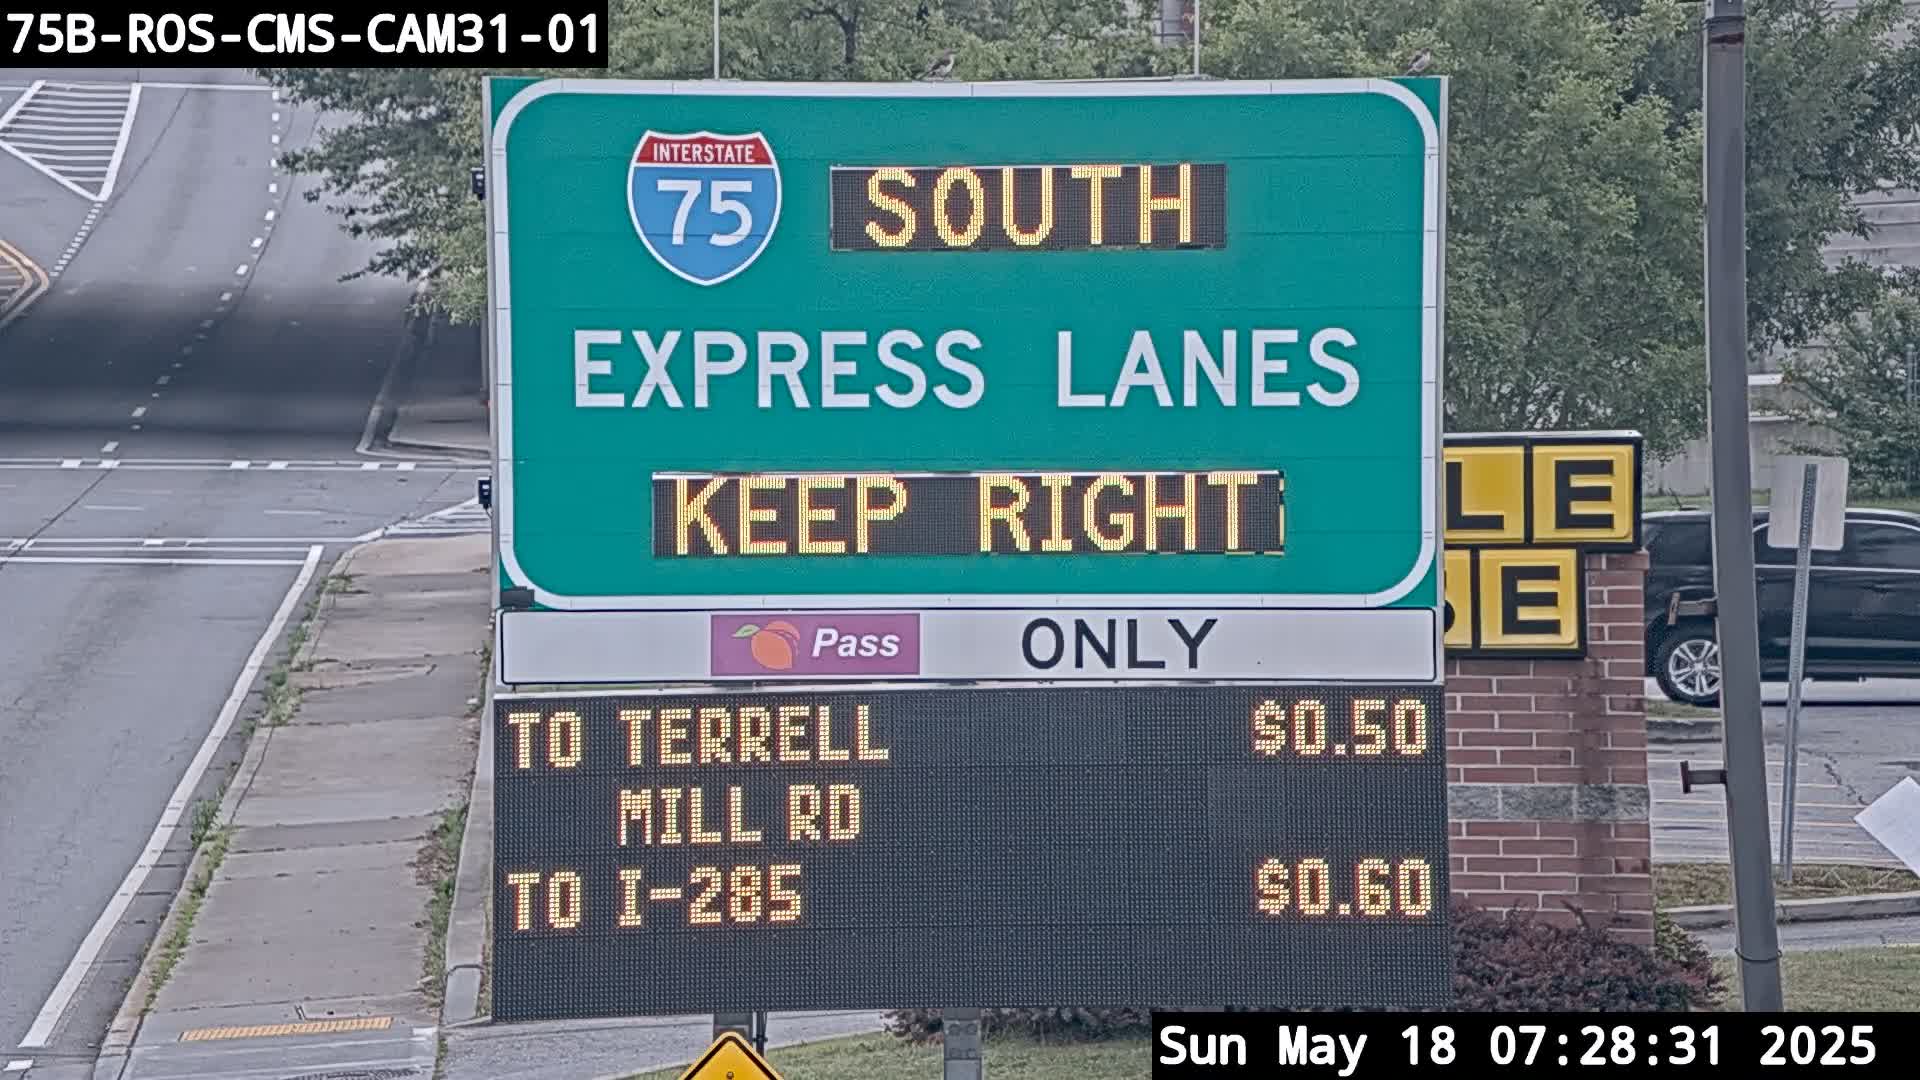 75B-ROS-CMS-CAM31-01
INTERSTATE
75
SOUTH
EXPRESS LANES
KEEP RIGHT
Pass ONLY
TO TERRELL $0.50
MILL RD
TO I-285 $0.60
LE
E
Sun May 18 07:28:31 2025